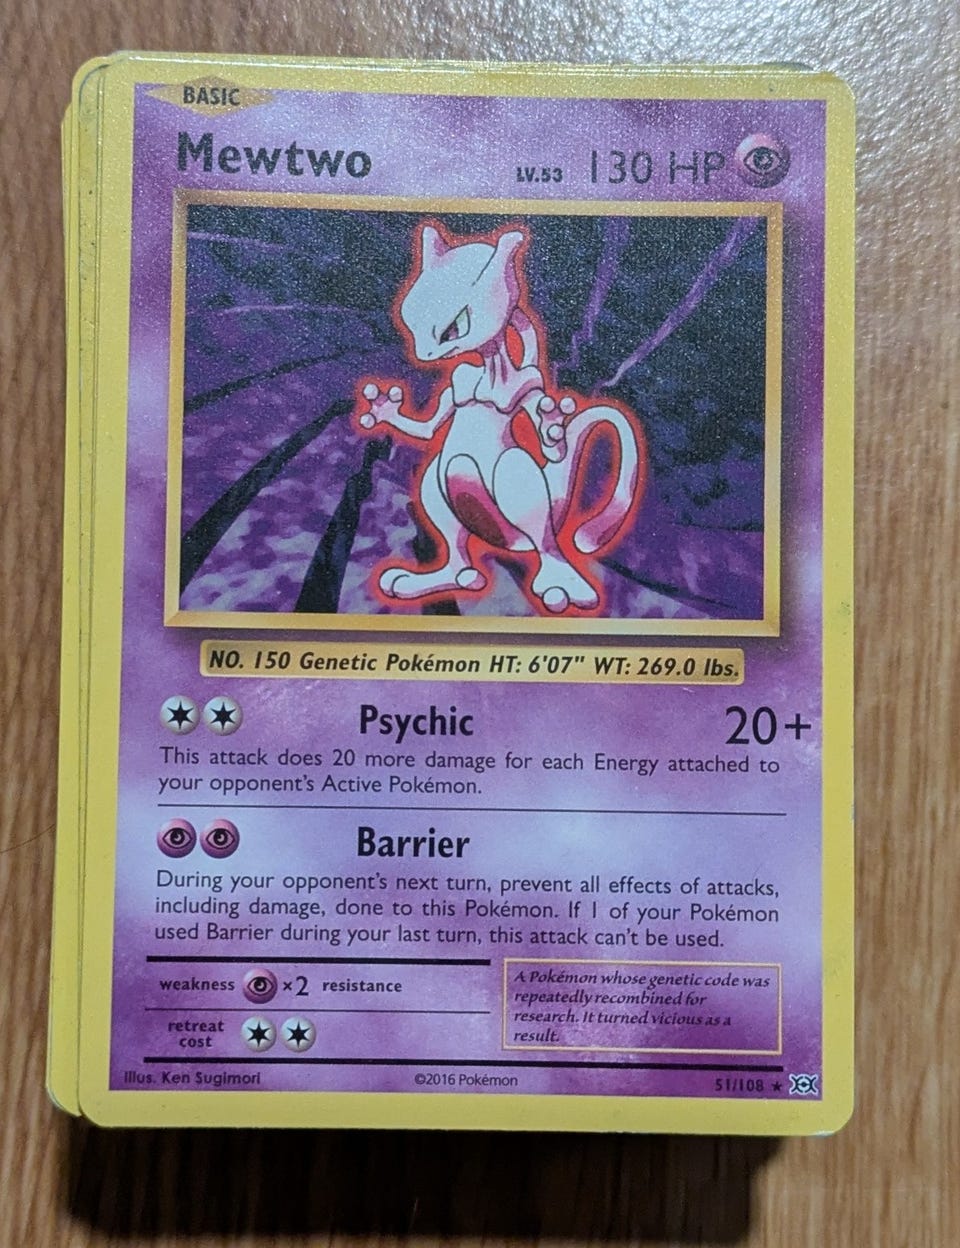 BASIC
Mewtwo LV.53 130 HP
NO. 150 Genetic Pokémon HT: 6'07" WT: 269.0 lbs.
Psychic 20+
This attack does 20 more damage for each Energy attached to
your opponent's Active Pokémon.
Barrier
During your opponent's next turn, prevent all effects of attacks,
including damage, done to this Pokémon. If 1 of your Pokémon
used Barrier during your last turn, this attack can't be used.
weakness ×2 resistance
retreat
cost
A Pokémon whose genetic code was
repeatedly recombined for
research. It turned vicious as a
result.
Illus. Ken Sugimori ©2016 Pokémon 51/108 ★